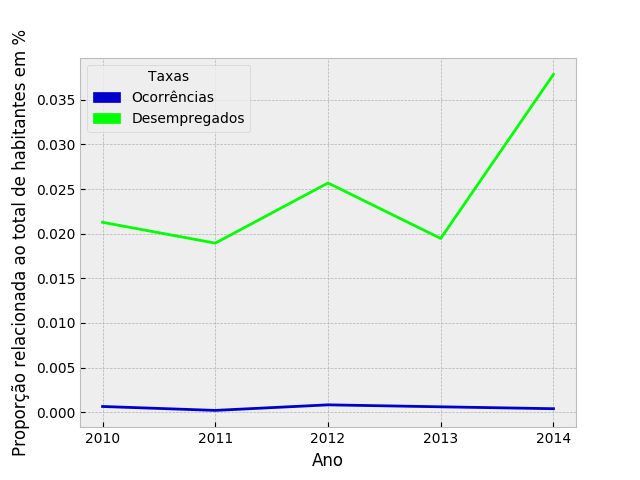 Proporção relacionada ao total de habitantes em %
Taxas
Ocorrências
Desempregados
0.035
0.030
0.025
0.020
0.015
0.010
0.005
0.000
2010 2011 2012 2013 2014
Ano